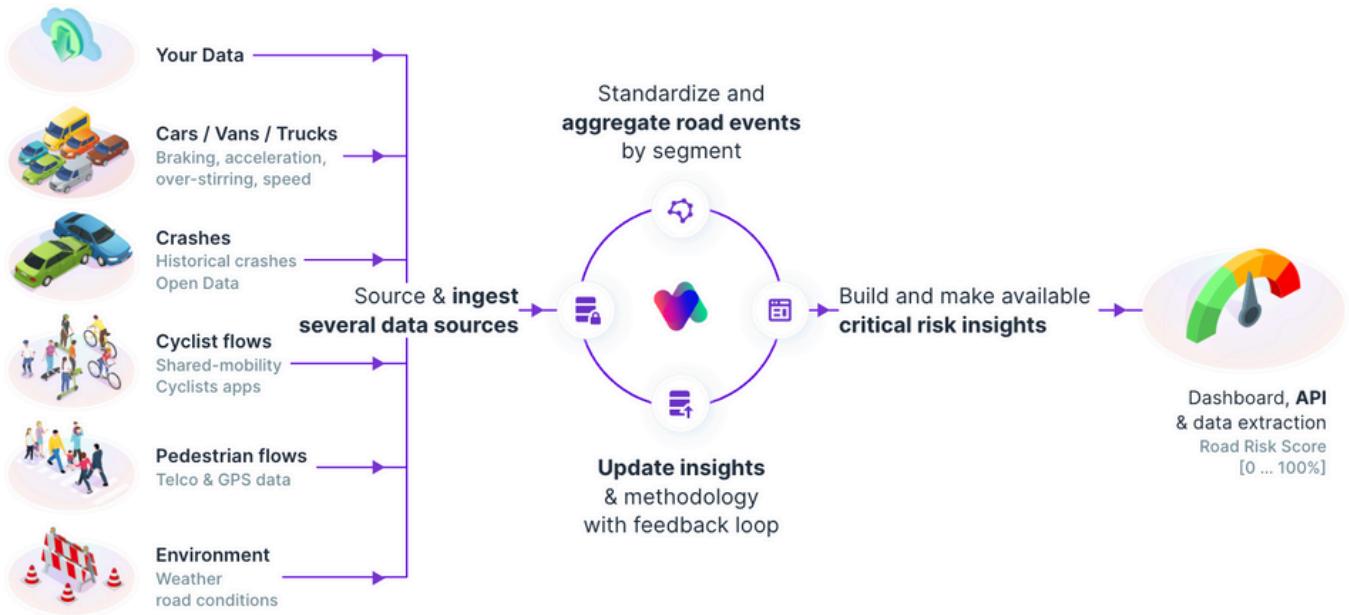 Your Data
Cars / Vans / Trucks
Braking, acceleration,
over-stirring, speed
Crashes
Historical crashes
Open Data
Cyclist flows
Shared-mobility
Cyclists apps
Pedestrian flows
Telco & GPS data
Environment
Weather
road conditions
Source & ingest
several data sources
Standardize and
aggregate road events
by segment
Update insights
& methodology
with feedback loop
Build and make available
critical risk insights
Dashboard, API
& data extraction
Road Risk Score
[0 ... 100%]